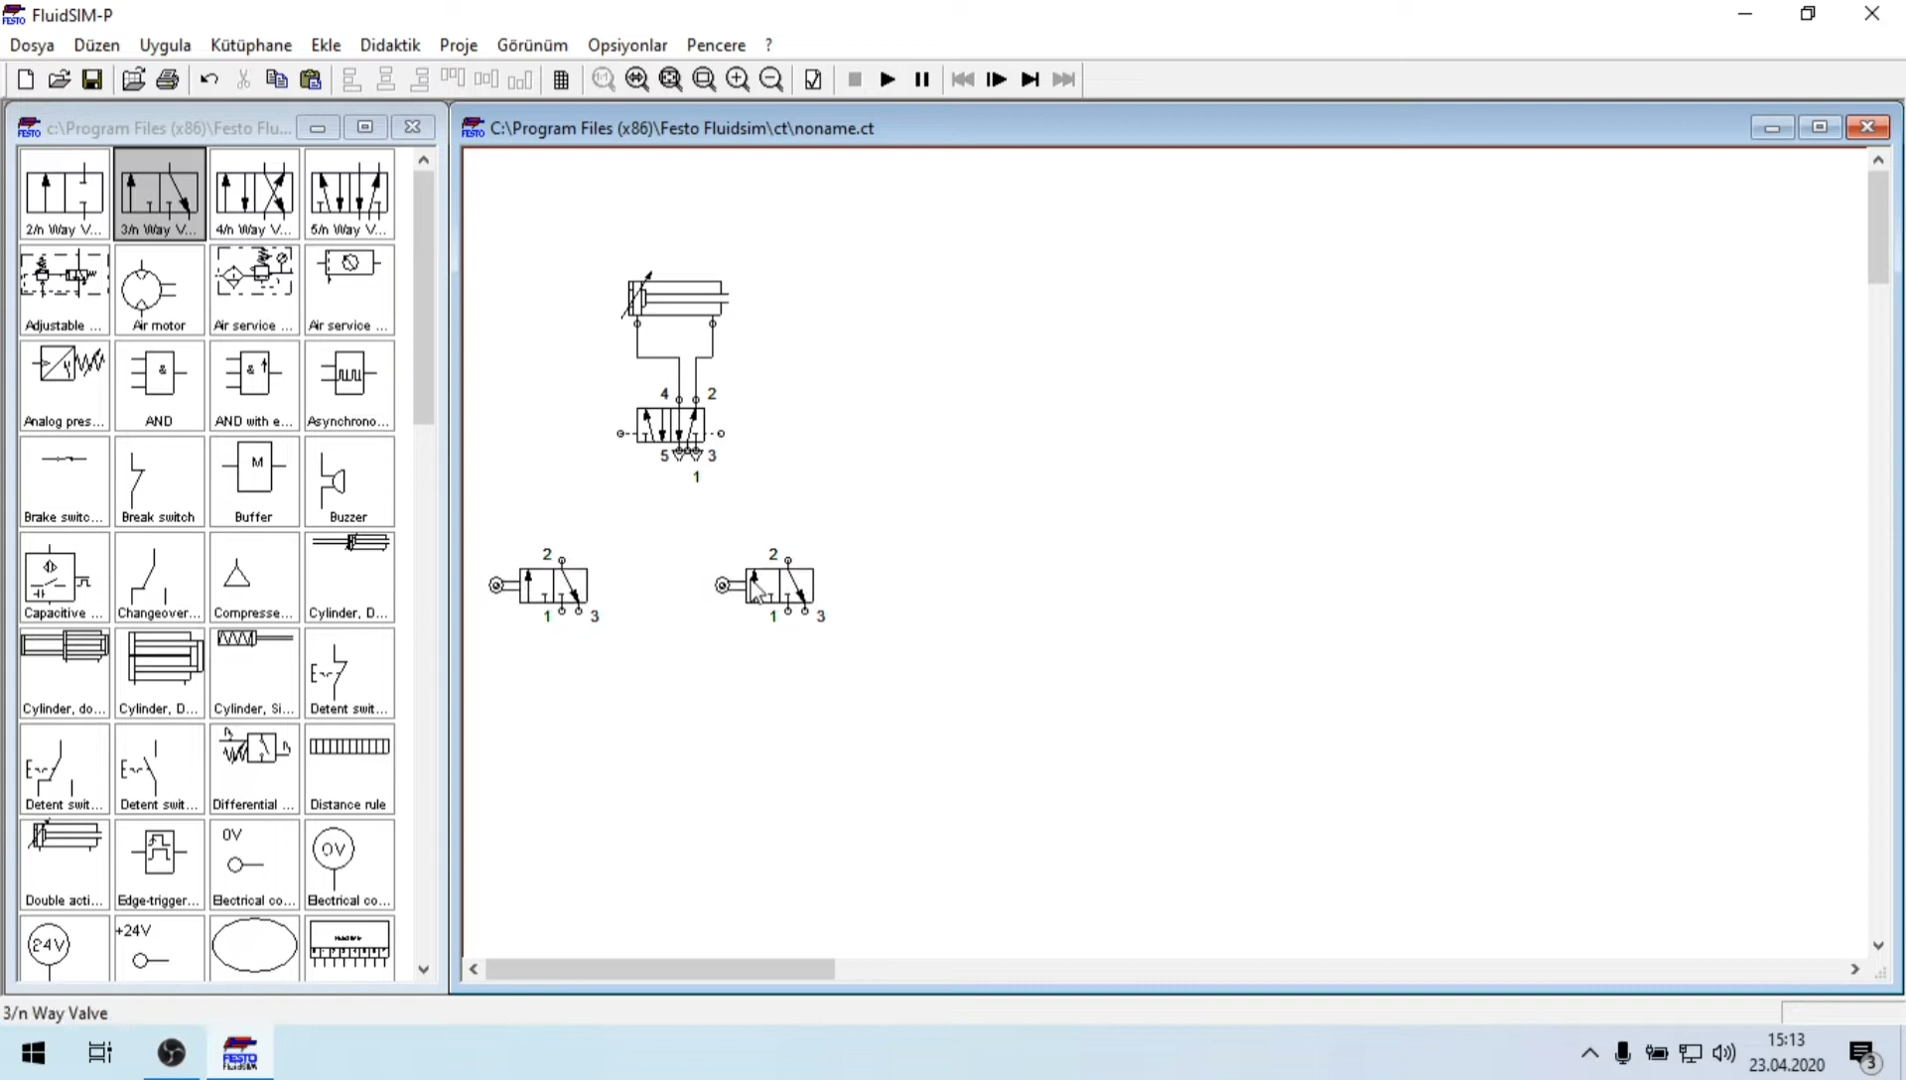 FluidSIM-P
Dosya Düzen Uygula Kütüphane Ekle Didaktik Proje Görünüm Opsiyonlar Pencere ?
c:\Program Files (x86)\Festo Flu...
C:\Program Files (x86)\Festo Fluidsim\ct\noname.ct
2/n Way V... 3/n Way V... 4/n Way V... 5/n Way V...
Adjustable ... Air motor Air service ... Air service ...
Analog pres... AND AND with e... Asynchrono...
Brake switc... Break switch Buffer Buzzer
Capacitive ... Changeover... Compresse... Cylinder, D...
Cylinder, do... Cylinder, D... Cylinder, Si... Detent swit...
Detent swit... Detent swit... Differential ... Distance rule
Double acti... Edge-trigger... Electrical co... Electrical co...
&
&
M
0V
0V
24V
+24V
4 2
5 3
1
2
1 3
2
1 3
3/n Way Valve
FESTO
FluidSIM
15:13
23.04.2020
3